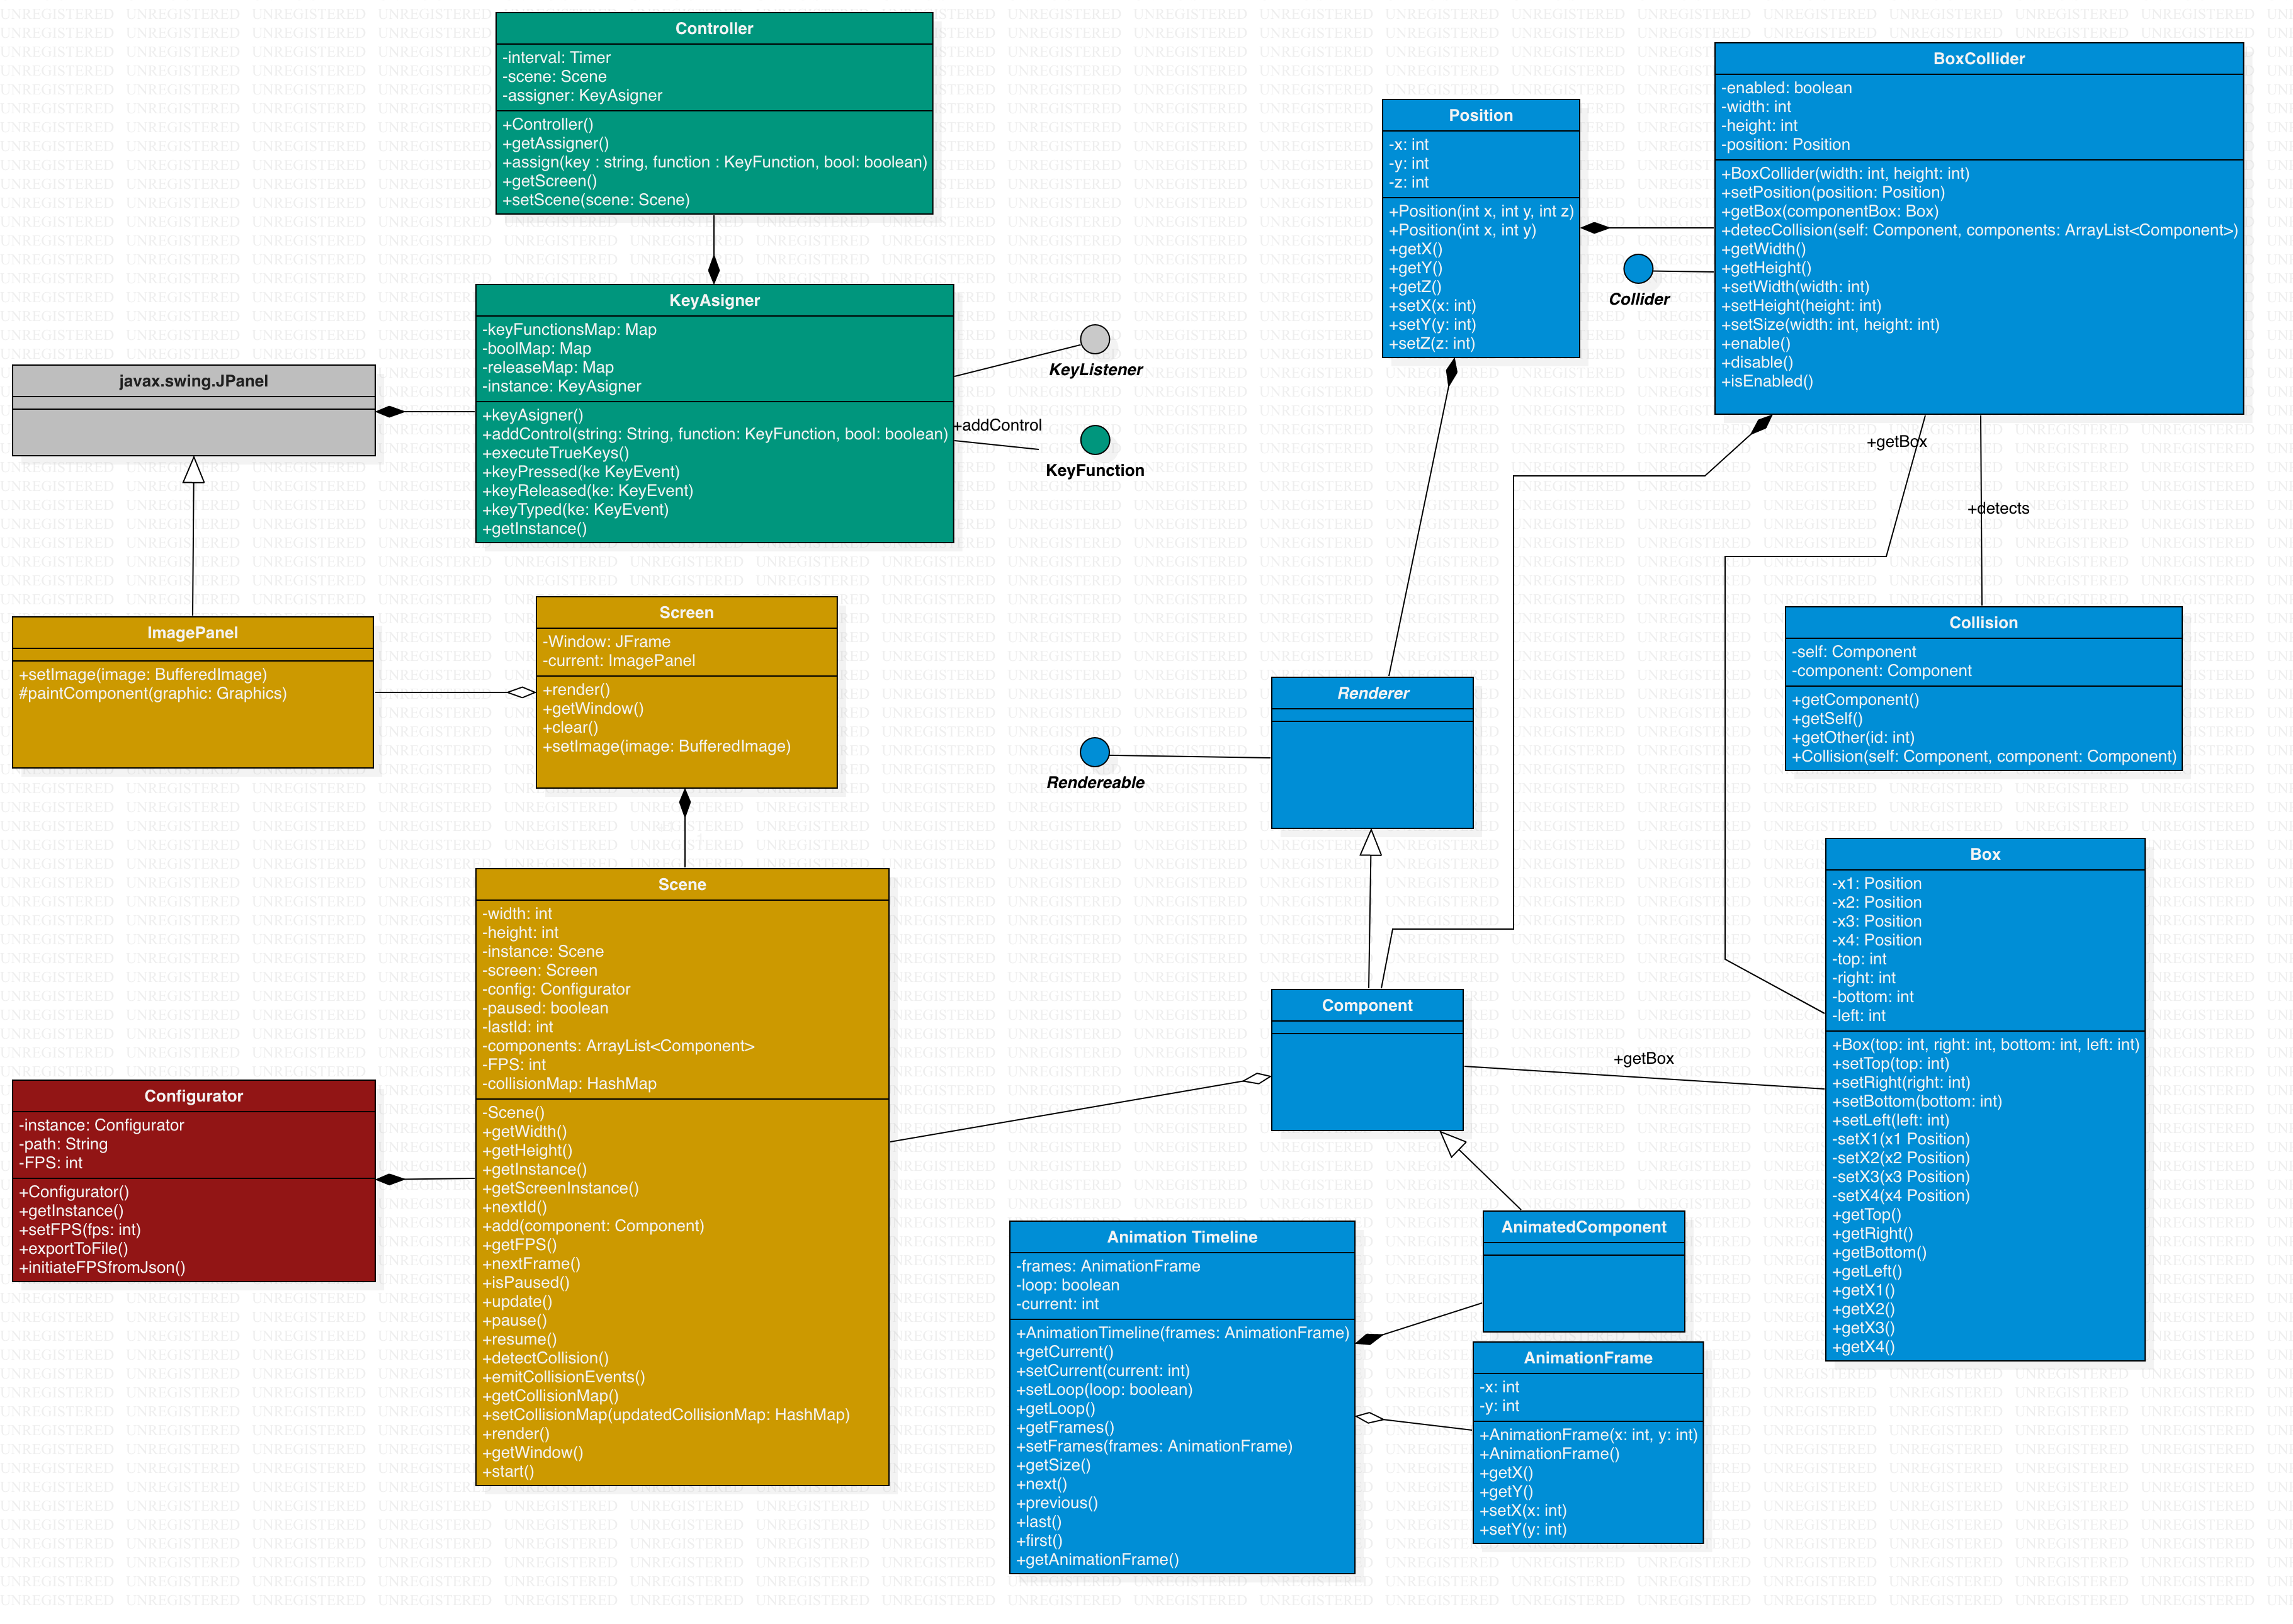 Controller
-interval: Timer
-scene: Scene
-assigner: KeyAsigner
+Controller()
+getAssigner()
+assign(key : string, function : KeyFunction, bool: boolean)
+getScreen()
+setScene(scene: Scene)
KeyAsigner
-keyFunctionsMap: Map
-boolMap: Map
-releaseMap: Map
-instance: KeyAsigner
+keyAsigner()
+addControl(string: String, function: KeyFunction, bool: boolean)
+executeTrueKeys()
+keyPressed(ke KeyEvent)
+keyReleased(ke: KeyEvent)
+keyTyped(ke: KeyEvent)
+getInstance()
KeyListener
+addControl
KeyFunction
javax.swing.JPanel
ImagePanel
+setImage(image: BufferedImage)
#paintComponent(graphic: Graphics)
Screen
-Window: JFrame
-current: ImagePanel
+render()
+getWindow()
+clear()
+setImage(image: BufferedImage)
Scene
-width: int
-height: int
-instance: Scene
-screen: Screen
-config: Configurator
-paused: boolean
-lastId: int
-components: ArrayList<Component>
-FPS: int
-collisionMap: HashMap
-Scene()
+getWidth()
+getHeight()
+getInstance()
+getScreenInstance()
+nextId()
+add(component: Component)
+getFPS()
+nextFrame()
+isPaused()
+update()
+pause()
+resume()
+detectCollision()
+emitCollisionEvents()
+getCollisionMap()
+setCollisionMap(updatedCollisionMap: HashMap)
+render()
+getWindow()
+start()
Configurator
-instance: Configurator
-path: String
-FPS: int
+Configurator()
+getInstance()
+setFPS(fps: int)
+exportToFile()
+initiateFPSfromJson()
Position
-x: int
-y: int
-z: int
+Position(int x, int y, int z)
+Position(int x, int y)
+getX()
+getY()
+getZ()
+setX(x: int)
+setY(y: int)
+setZ(z: int)
Collider
BoxCollider
-enabled: boolean
-width: int
-height: int
-position: Position
+BoxCollider(width: int, height: int)
+setPosition(position: Position)
+getBox(componentBox: Box)
+detecCollision(self: Component, components: ArrayList<Component>)
+getWidth()
+getHeight()
+setWidth(width: int)
+setHeight(height: int)
+setSize(width: int, height: int)
+enable()
+disable()
+isEnabled()
+getBox
+detects
Collision
-self: Component
-component: Component
+getComponent()
+getSelf()
+getOther(id: int)
+Collision(self: Component, component: Component)
Renderer
Rendereable
Component
+getBox
Box
-x1: Position
-x2: Position
-x3: Position
-x4: Position
-top: int
-right: int
-bottom: int
-left: int
+Box(top: int, right: int, bottom: int, left: int)
+setTop(top: int)
+setRight(right: int)
+setBottom(bottom: int)
+setLeft(left: int)
-setX1(x1 Position)
-setX2(x2 Position)
-setX3(x3 Position)
-setX4(x4 Position)
+getTop()
+getRight()
+getBottom()
+getLeft()
+getX1()
+getX2()
+getX3()
+getX4()
Animation Timeline
-frames: AnimationFrame
-loop: boolean
-current: int
+AnimationTimeline(frames: AnimationFrame)
+getCurrent()
+setCurrent(current: int)
+setLoop(loop: boolean)
+getLoop()
+getFrames()
+setFrames(frames: AnimationFrame)
+getSize()
+next()
+previous()
+last()
+first()
+getAnimationFrame()
AnimatedComponent
AnimationFrame
-x: int
-y: int
+AnimationFrame(x: int, y: int)
+AnimationFrame()
+getX()
+getY()
+setX(x: int)
+setY(y: int)